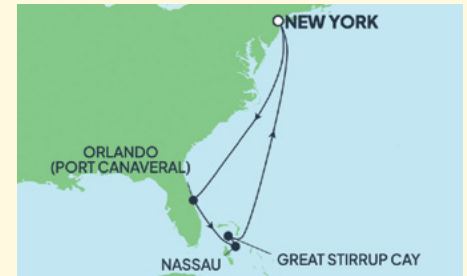 NEW YORK
ORLANDO
(PORT CANAVERAL)
GREAT STIRRUP CAY
NASSAU